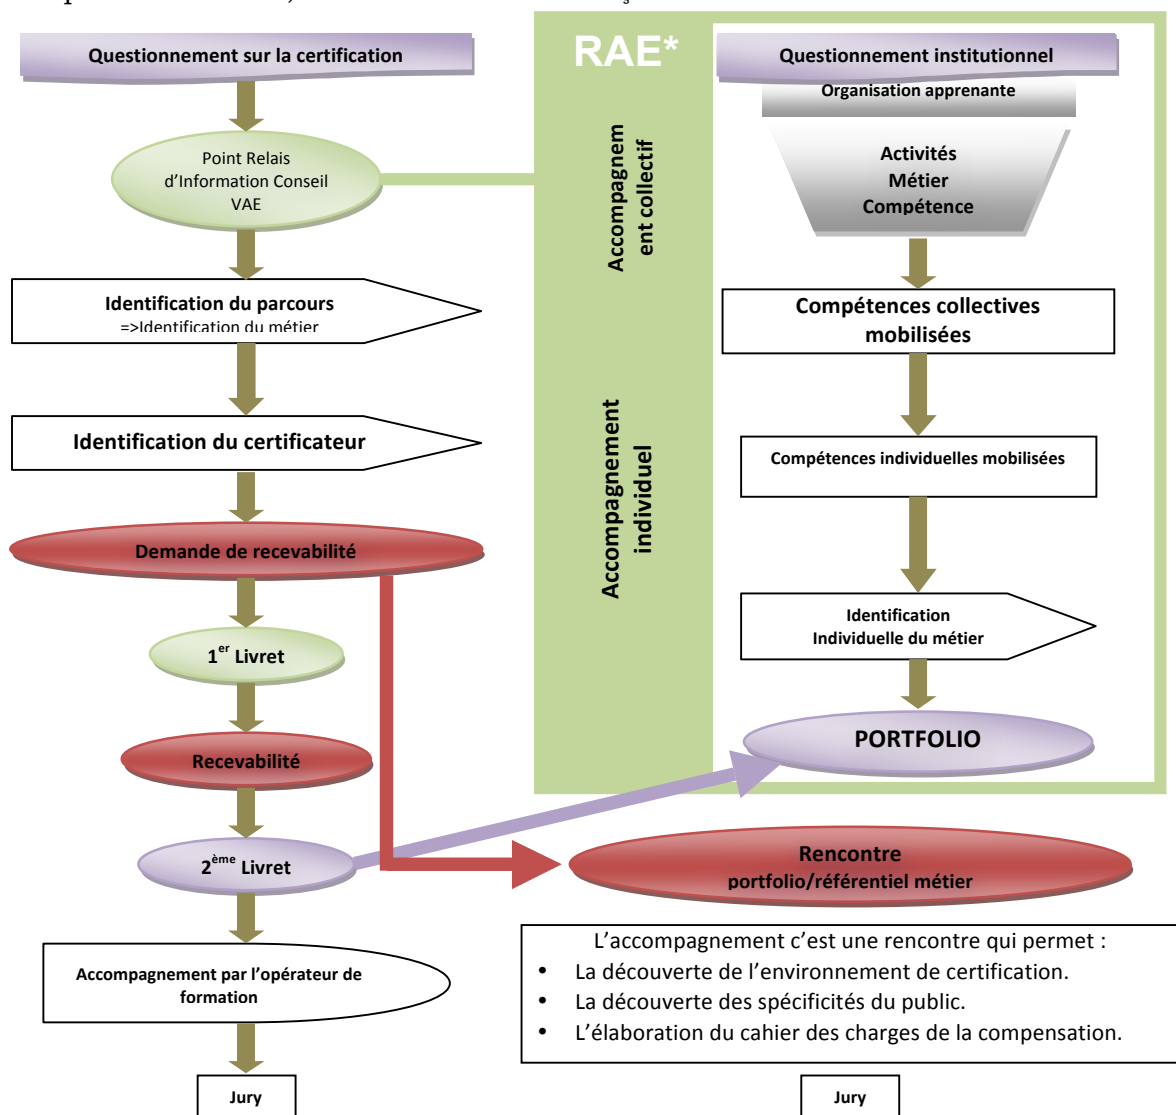 Questionnement sur la certification
Point Relais
d'Information Conseil
VAE
Identification du parcours
=>Identification du métier
Identification du certificateur
Demande de recevabilité
1er Livret
Recevabilité
2ème Livret
Accompagnement par l'opérateur de
formation
Jury
RAE*
Accompagnem
ent collectif
Accompagnement
individuel
Questionnement institutionnel
Organisation apprenante
Activités
Métier
Compétence
Compétences collectives
mobilisées
Compétences individuelles mobilisées
Identification
Individuelle du métier
PORTFOLIO
Rencontre
portfolio/référentiel métier
L'accompagnement c'est une rencontre qui permet :
• La découverte de l'environnement de certification.
• La découverte des spécificités du public.
• L'élaboration du cahier des charges de la compensation.
Jury